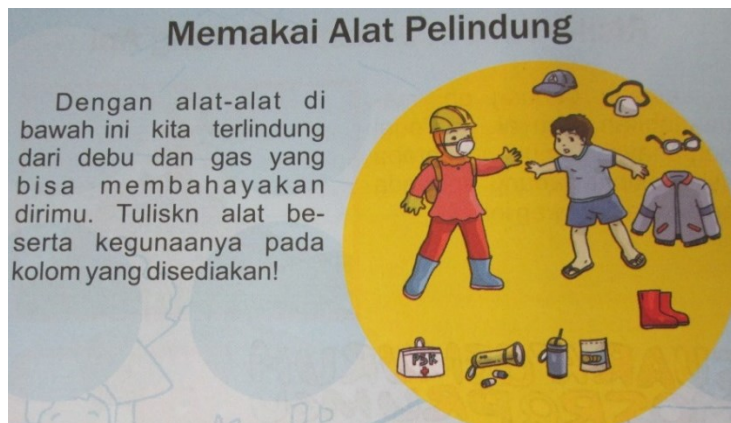 Memakai Alat Pelindung
Dengan alat-alat di
bawah ini kita terlindung
dari debu dan gas yang
bisa membahayakan
dirimu. Tuliskn alat be-
serta kegunaanya pada
kolom yang disediakan!
PSK